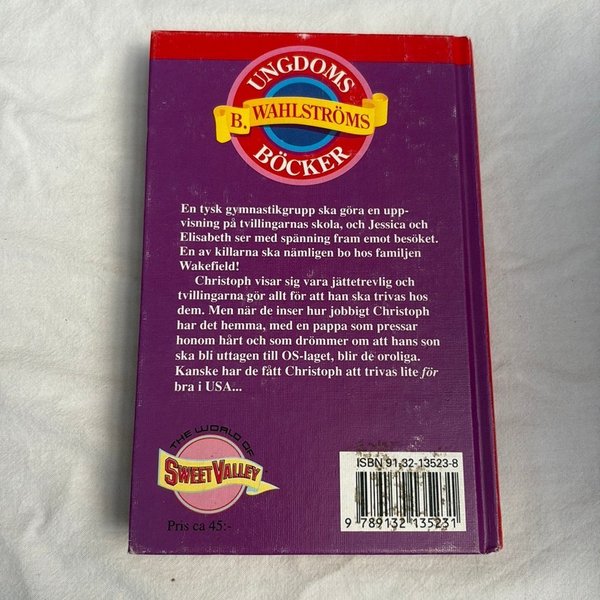 UNGDOMS
B. WAHLSTRÖMS
BÖCKER
En tysk gymnastikgrupp ska göra en upp-
visning på tvillingarnas skola, och Jessica och
Elisabeth ser med spänning fram emot besöket.
En av killarna ska nämligen bo hos familjen
Wakefield!
Christoph visar sig vara jättetrevlig och
tvillingarna gör allt för att han ska trivas hos
dem. Men när de inser hur jobbigt Christoph
har det hemma, med en pappa som pressar
honom hårt och som drömmer om att hans son
ska bli uttagen till OS-laget, blir de oroliga.
Kanske har de fått Christoph att trivas lite för
bra i USA...
THE WORLD OF
SWEET VALLEY
Pris ca 45:-
ISBN 91-32-13523-8
9 789132 135231